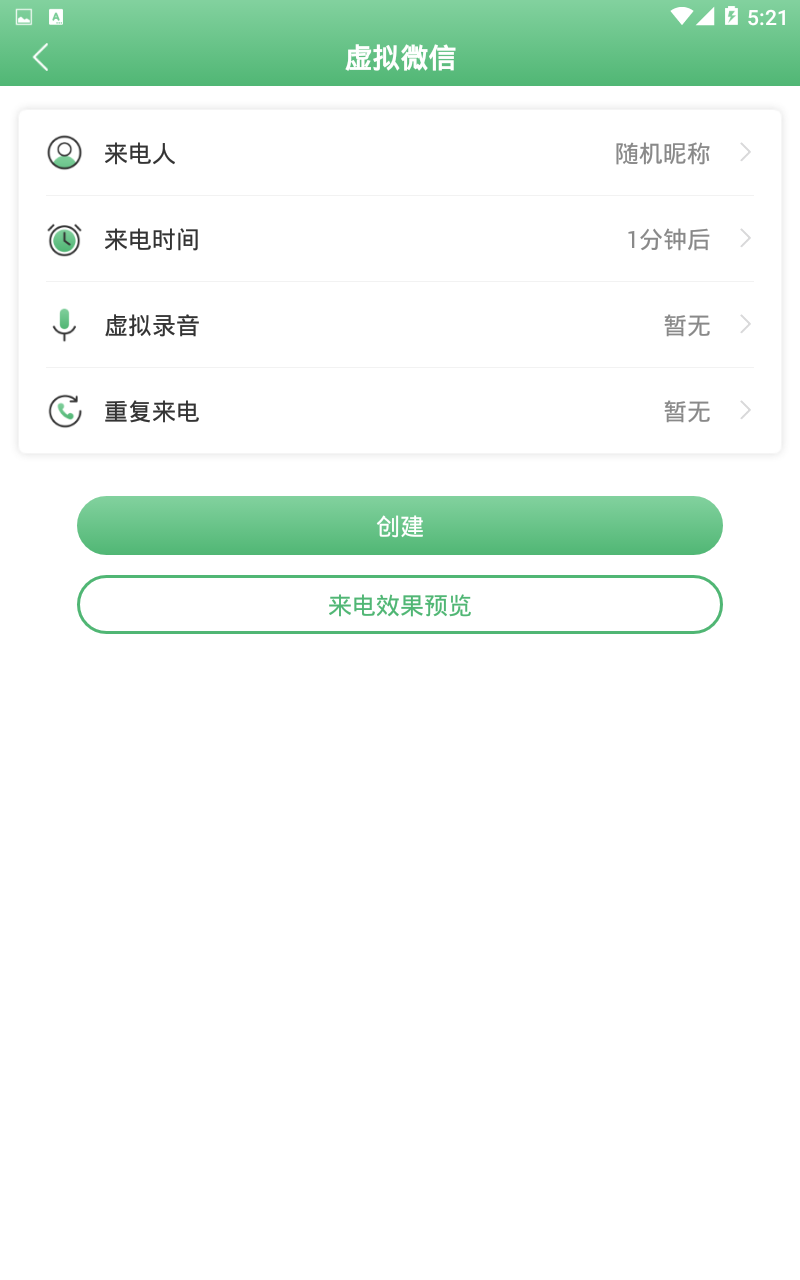 5:21
虚拟微信
来电人 随机昵称
来电时间 1分钟后
虚拟录音 暂无
重复来电 暂无
创建
来电效果预览